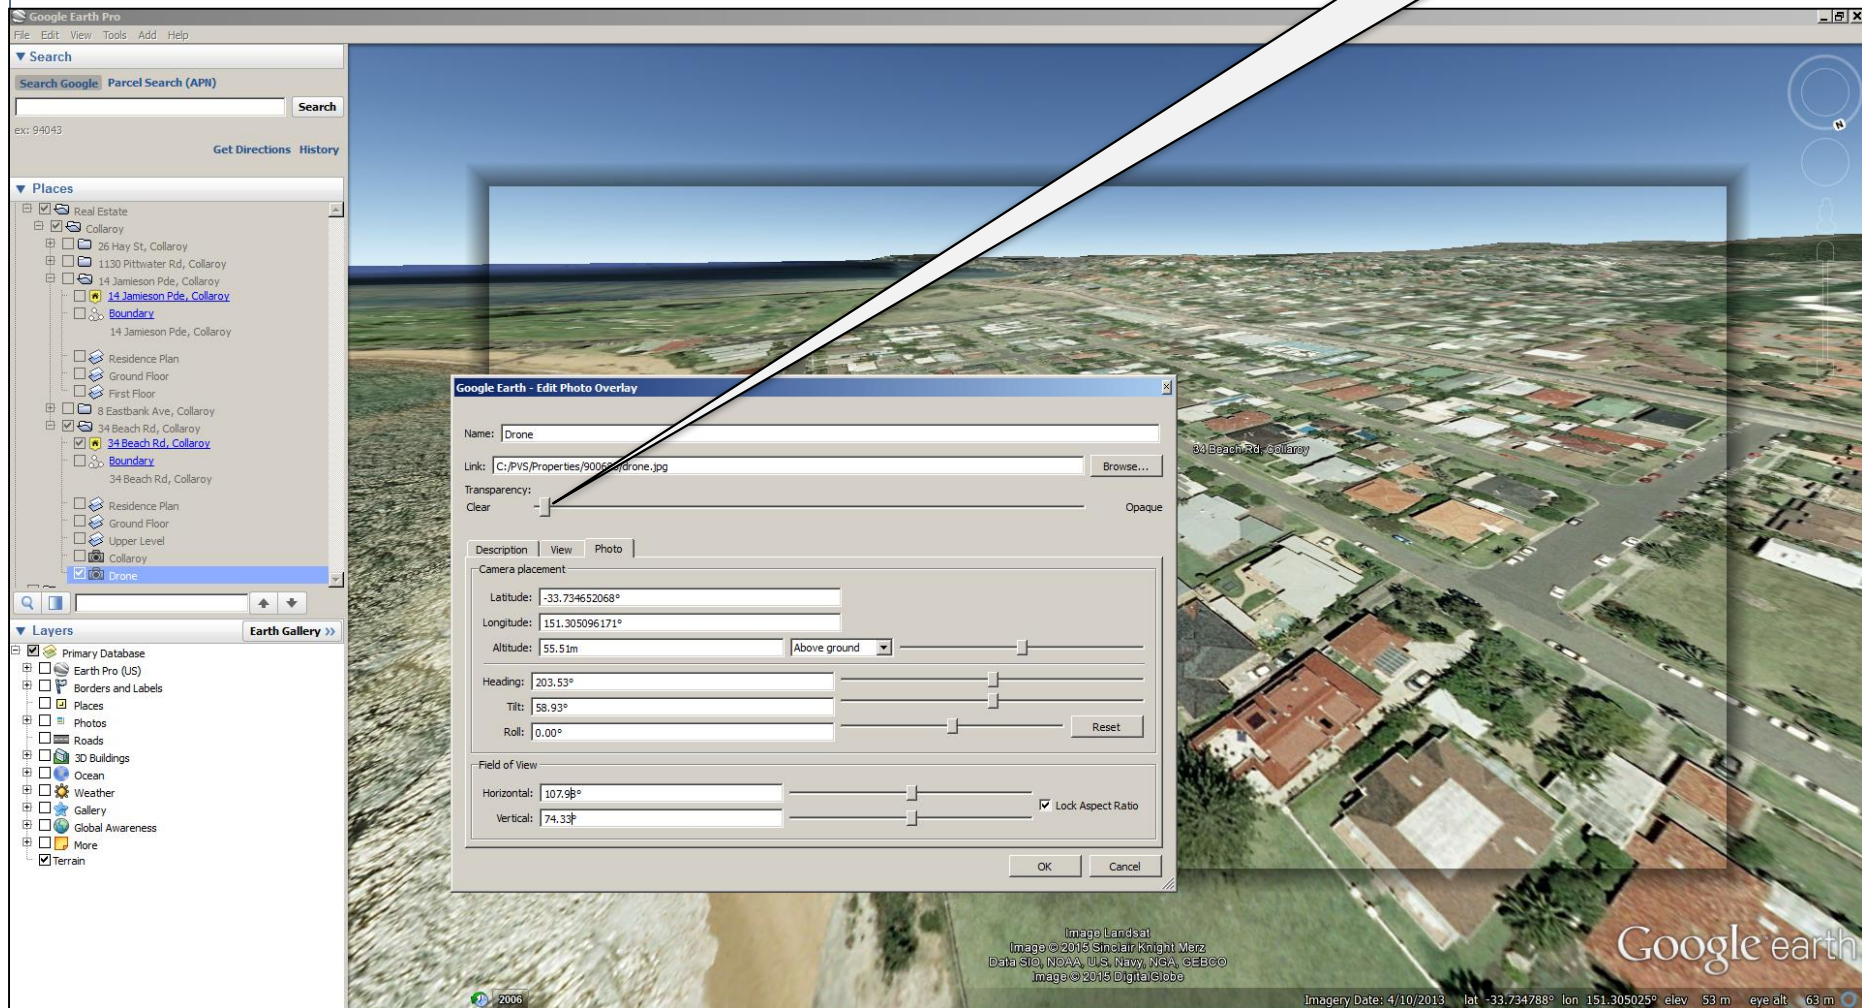 Google Earth Pro
File Edit View Tools Add Help
▼ Search
Search Google Parcel Search (APN)
Search
ex: 94043
Get Directions History
▼ Places
Real Estate
Collaroy
26 Hay St, Collaroy
1130 Pittwater Rd, Collaroy
14 Jamieson Pde, Collaroy
14 Jamieson Pde, Collaroy
Boundary
14 Jamieson Pde, Collaroy
Residence Plan
Ground Floor
First Floor
8 Eastbank Ave, Collaroy
34 Beach Rd, Collaroy
34 Beach Rd, Collaroy
Boundary
34 Beach Rd, Collaroy
Residence Plan
Ground Floor
Upper Level
Collaroy
Drone
▼ Layers
Earth Gallery >>
Primary Database
Earth Pro (US)
Borders and Labels
Places
Photos
Roads
3D Buildings
Ocean
Weather
Gallery
Global Awareness
More
Terrain
N
Google Earth - Edit Photo Overlay
Name: Drone
Link: C:/PVS/Properties/ drone.jpg
Browse...
Transparency:
Clear Opaque
Description View Photo
Camera placement
Latitude: -33.734652068°
Longitude: 151.305096171°
Altitude: 55.51m Above ground
Heading: 203.53°
Tilt: 58.93°
Roll: 0.00°
Reset
Field of View
Horizontal: 107.98°
Lock Aspect Ratio
Vertical: 74.33°
OK Cancel
34 Beach Rd, Collaroy
Image Landsat
Image © 2015 Sinclair Knight Merz
Data SIO, NOAA, U.S. Navy, NGA, GEBCO
Image © 2015 DigitalGlobe
Google earth
2006
Imagery Date: 4/10/2013 lat -33.734788° lon 151.305025° elev 53 m eye alt 63 m